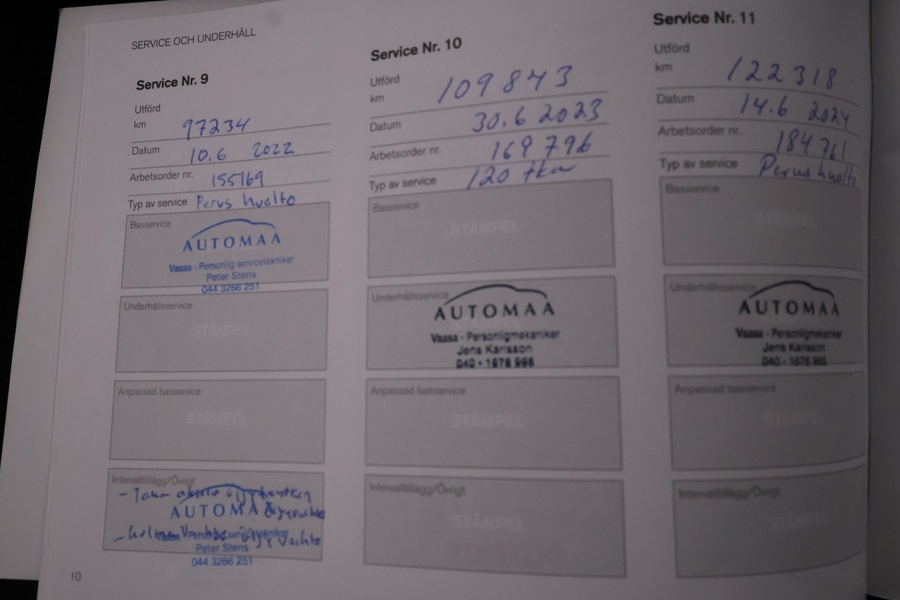 SERVICE OCH UNDERHÅLL
Service Nr. 9
Utförd
km 97234
Datum 10.6 2022
Arbetsorder nr. 155169
Typ av service Perus huolto
Basservice
AUTOMAA
Vaasa - Personlig servicetekniker
Peter Stens
044 3266 251
Underhållsservice
STÄMPEL
Anpassad basservice
STÄMPEL
Intervalltillägg/Övrigt
- Taka
AUTOMAA
Peter Stens
044 3266 251
10
Service Nr. 10
Utförd
km 109843
Datum 30.6 2023
Arbetsorder nr. 169796
Typ av service 120 tkm
Basservice
STÄMPEL
Underhållsservice
AUTOMAA
Vaasa - Personligmekaniker
Jens Karlsson
040 - 1678 995
Anpassad basservice
STÄMPEL
Intervalltillägg/Övrigt
STÄMPEL
Service Nr. 11
Utförd
km 122318
Datum 14.6 2024
Arbetsorder nr. 184761
Typ av service Perus huolto
Basservice
STÄMPEL
Underhållsservice
AUTOMAA
Vaasa - Personligmekaniker
Jens Karlsson
040 - 1678 995
Anpassad basservice
STÄMPEL
Intervalltillägg/Övrigt
STÄMPEL